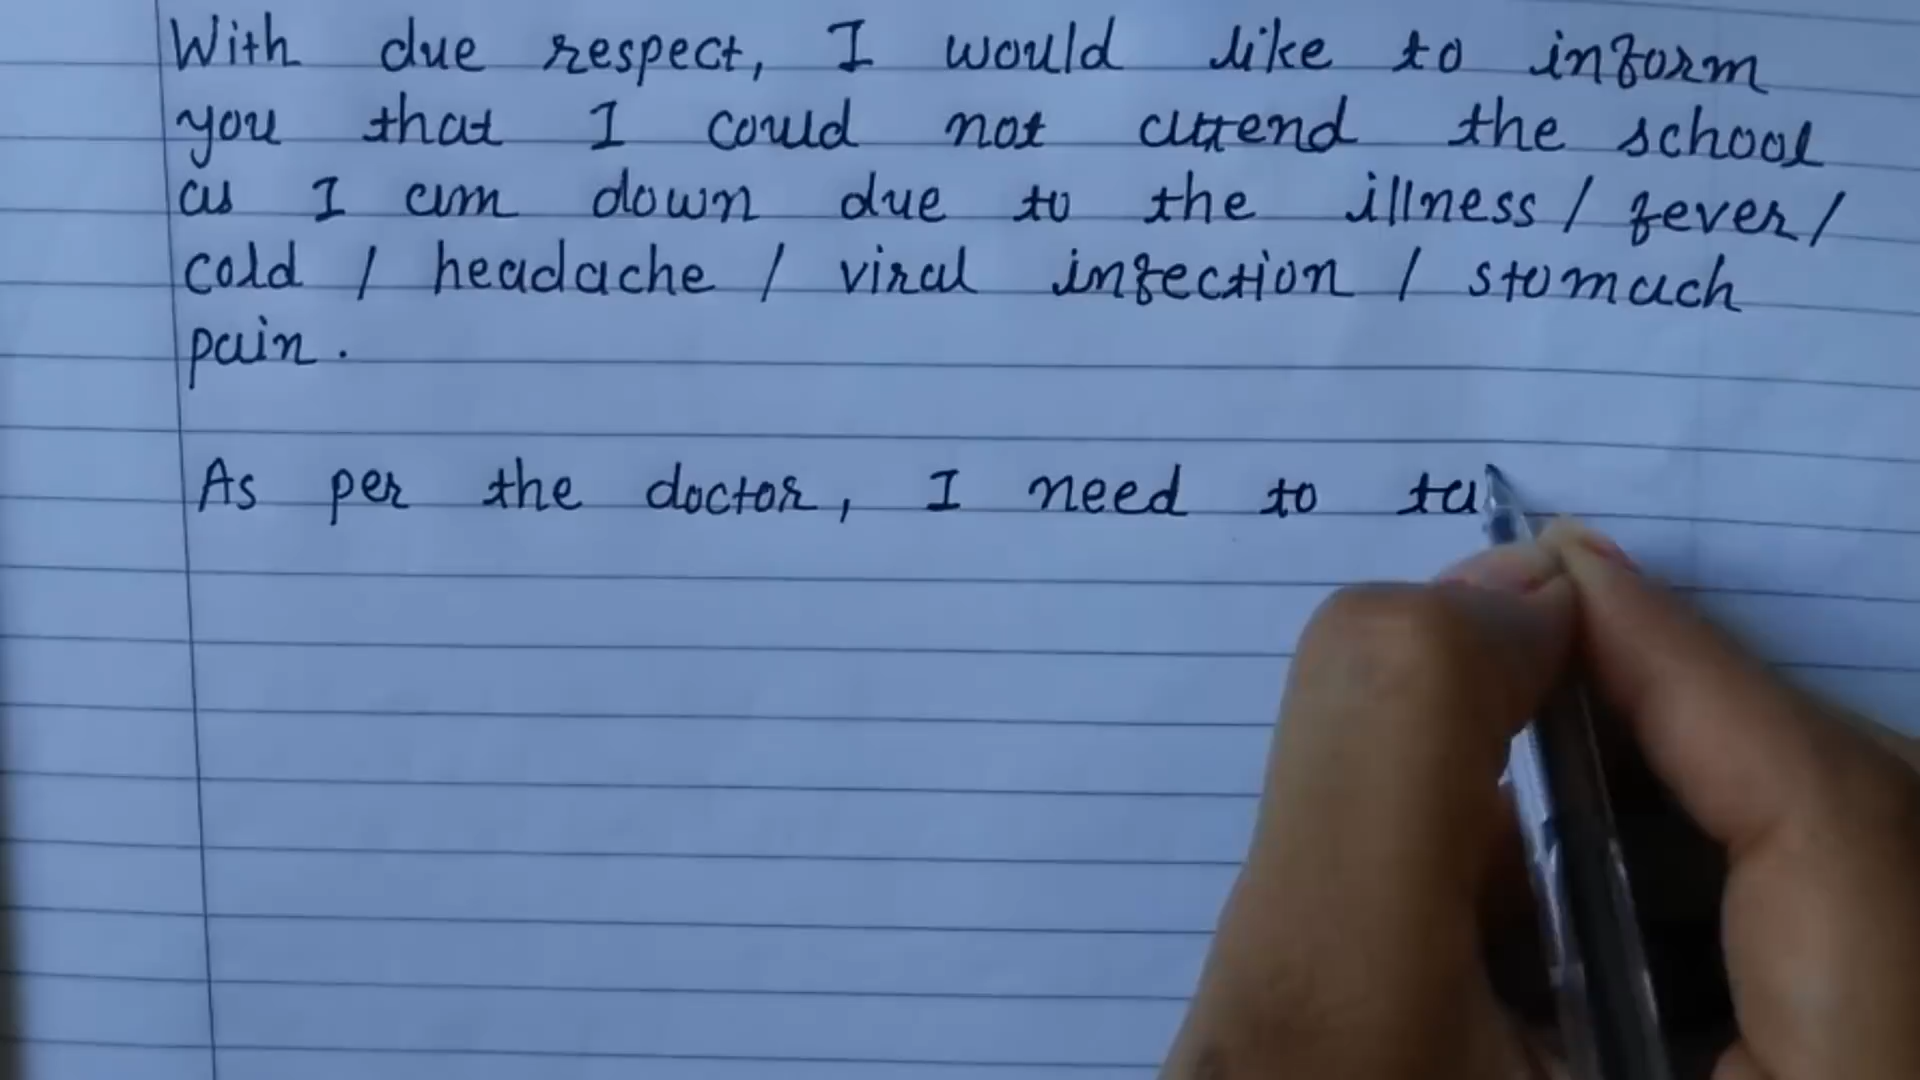 With due respect, I would like to inform
you that I could not attend the school
as I am down due to the illness / fever /
cold / headache / viral infection / stomach
pain.
As per the doctor, I need to ta